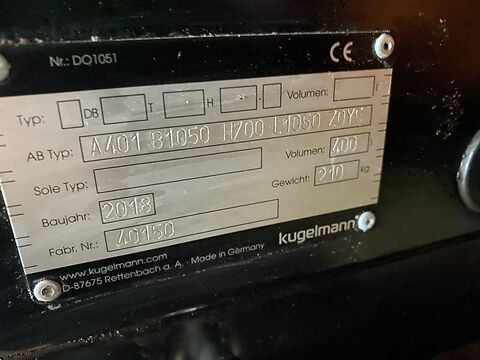 Nr.: DQ1051 CE
Typ: DB T H - Volumen: l
AB Typ: A401 B1050 H700 L1050 ZOYS
Sole Typ: Volumen: 400 l
Baujahr: 2018 Gewicht: 210 kg
Fabr. Nr.: 40150
www.kugelmann.com kugelmann
D-87675 Rettenbach a. A. - Made in Germany